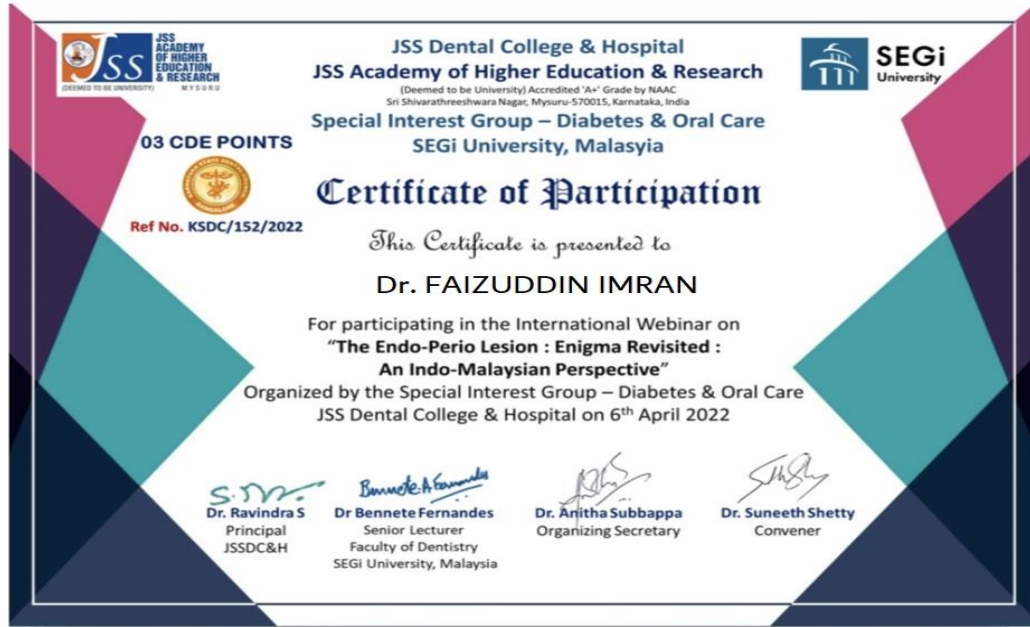 JSS
JSS
ACADEMY
OF HIGHER
EDUCATION
& RESEARCH
(DEEMED TO BE UNIVERSITY) MYSURU
JSS Dental College & Hospital
JSS Academy of Higher Education & Research
(Deemed to be University) Accredited 'A+' Grade by NAAC
Sri Shivarathreeshwara Nagar, Mysuru-570015, Karnataka, India
Special Interest Group – Diabetes & Oral Care
SEGi University, Malasyia
SEGi
University
03 CDE POINTS
Ref No. KSDC/152/2022
Certificate of Participation
This Certificate is presented to
Dr. FAIZUDDIN IMRAN
For participating in the International Webinar on
“The Endo-Perio Lesion : Enigma Revisited :
An Indo-Malaysian Perspective”
Organized by the Special Interest Group – Diabetes & Oral Care
JSS Dental College & Hospital on 6th April 2022
Dr. Ravindra S
Principal
JSSDC&H
Dr Bennete Fernandes
Senior Lecturer
Faculty of Dentistry
SEGi University, Malaysia
Dr. Anitha Subbappa
Organizing Secretary
Dr. Suneeth Shetty
Convener